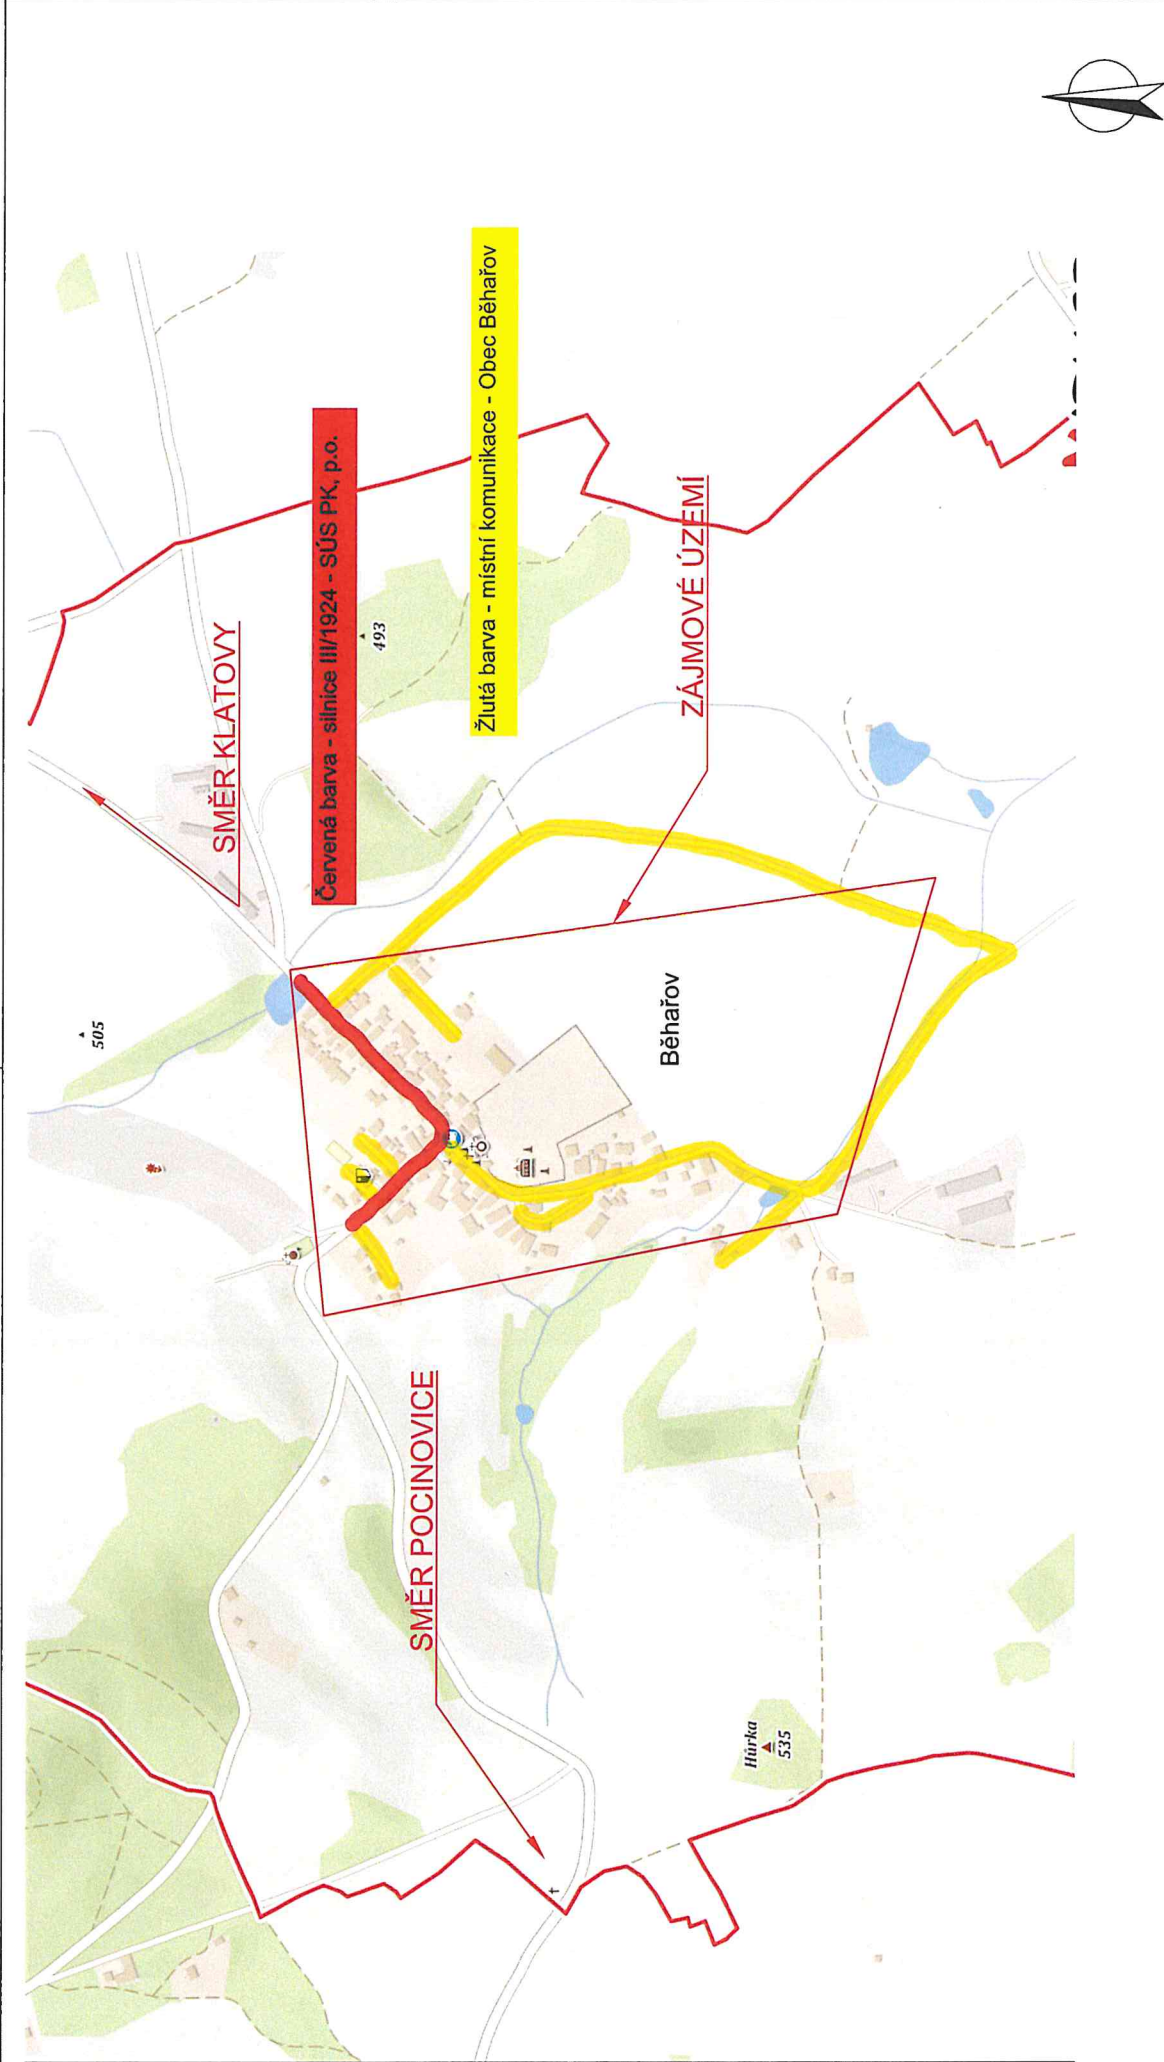 SMĚR KLATOVY
Červená barva - silnice III/1924 - SÚS PK, p.o.
Žlutá barva - místní komunikace - Obec Běhařov
ZÁJMOVÉ ÚZEMÍ
SMĚR POCINOVICE
Běhařov
505
493
Hůrka
535